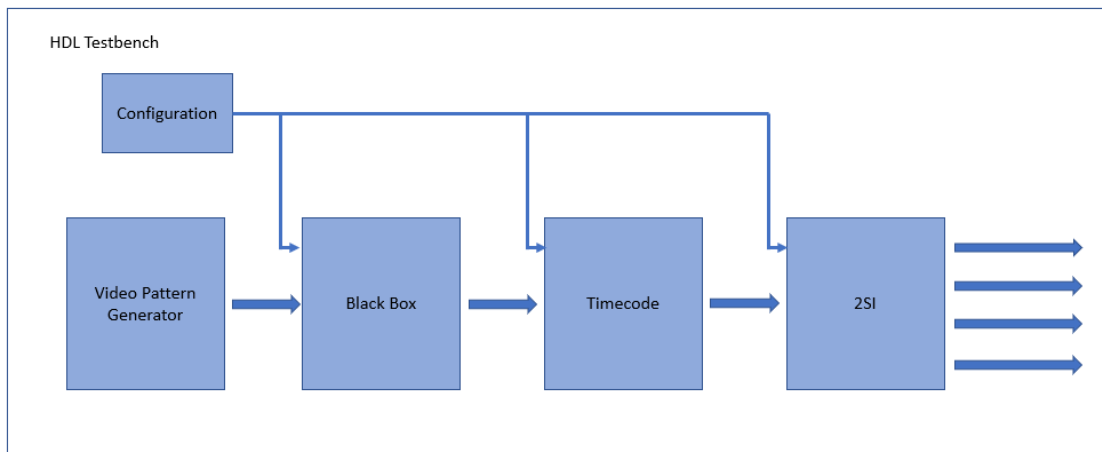 HDL Testbench
Configuration
Video Pattern
Generator
Black Box
Timecode
2SI